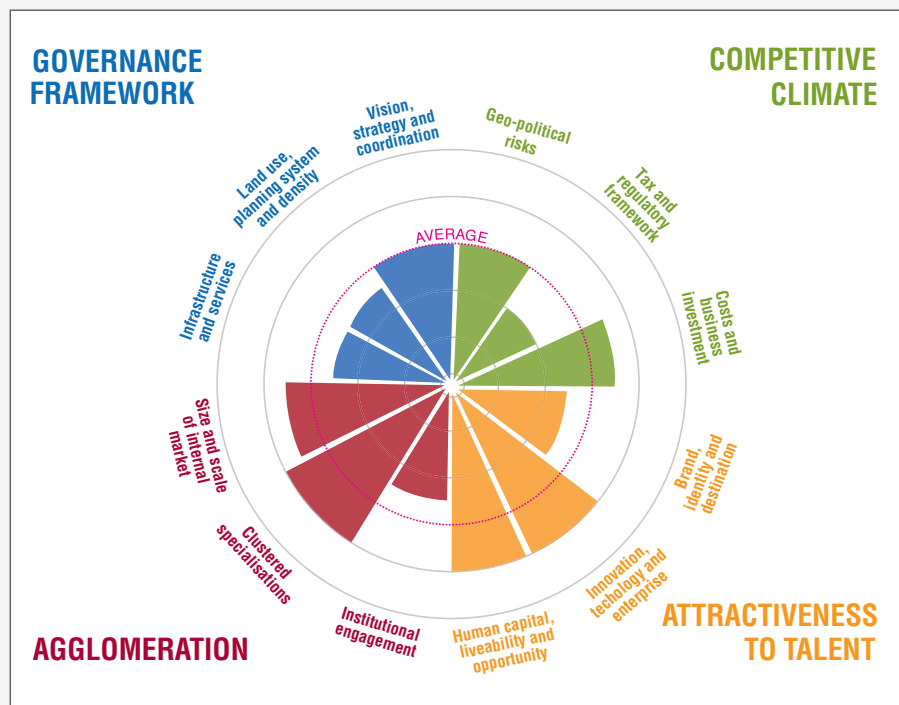 GOVERNANCE
FRAMEWORK
COMPETITIVE
CLIMATE
Vision,
strategy and
coordination
Geo-political
risks
Land use,
planning system
and density
Tax and
regulatory
framework
AVERAGE
Infrastructure
and services
Costs and
business
investment
Size and scale
of internal
market
Brand,
identity and
destination
Clustered
specialisations
Innovation,
techology and
enterprise
Institutional
engagement
Human capital,
liveability and
opportunity
AGGLOMERATION
ATTRACTIVENESS
TO TALENT